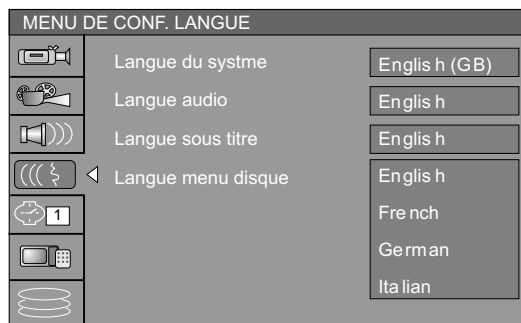 MENU DE CONF. LANGUE
Langue du systme English (GB)
Langue audio English
Langue sous titre English
Langue menu disque English
French
1
German
Italian